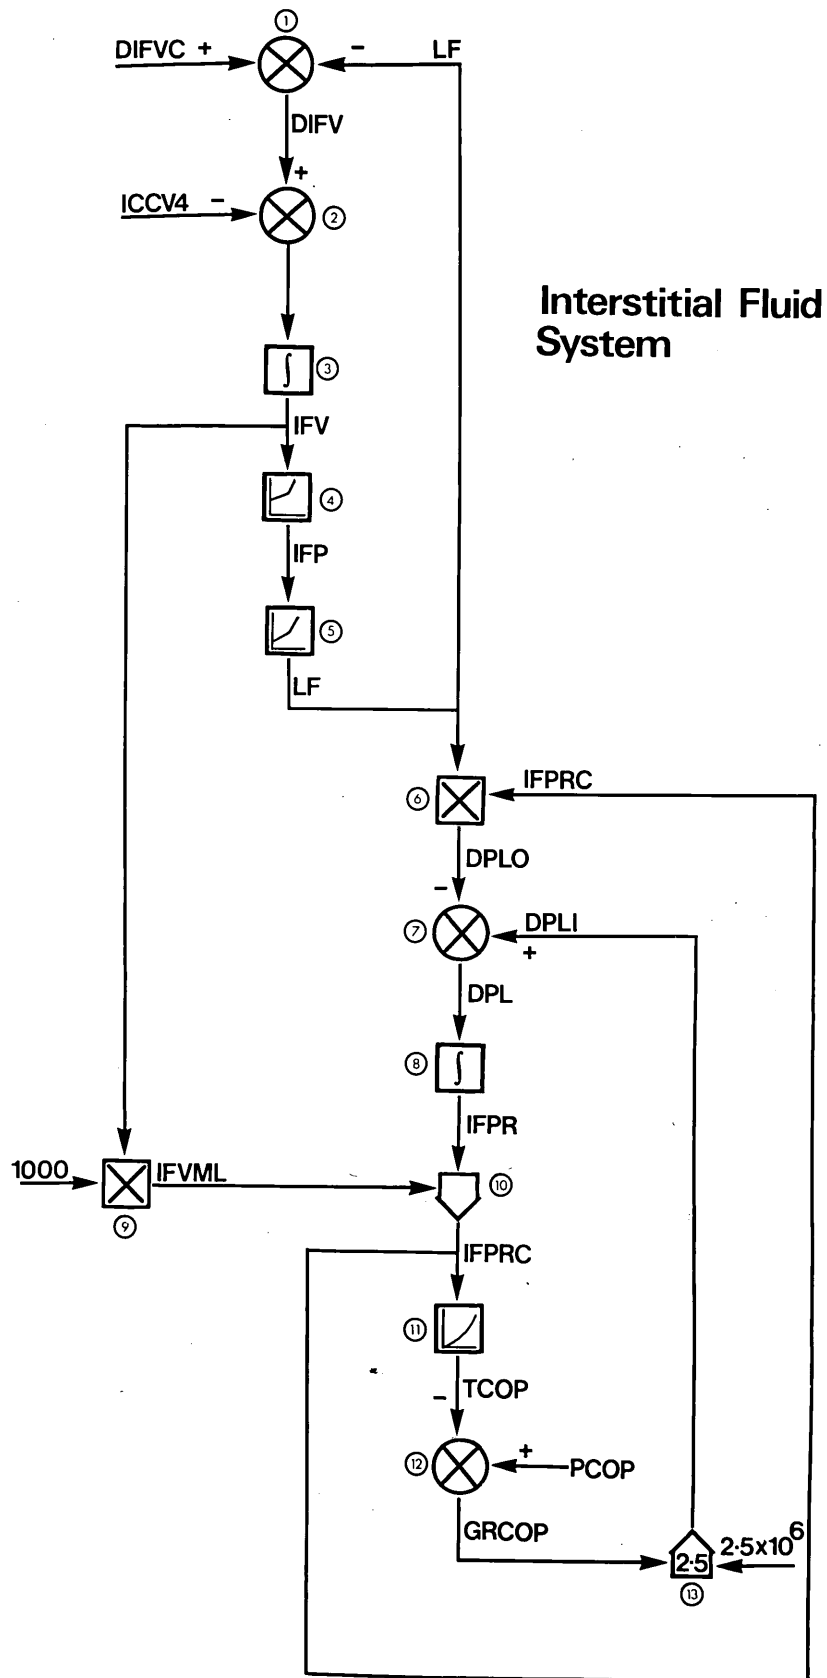 1
DIFVC + - LF
DIFV
+
ICCV4 - 2
Interstitial Fluid
System
∫ 3
IFV
4
IFP
5
LF
6 IFPRC
DPLO
-
7 DPLI
+
DPL
8 ∫
IFPR
1000 IFVML 10
9
IFPRC
11
- TCOP
12 + PCOP
GRCOP
2·5 2·5x10⁶
13